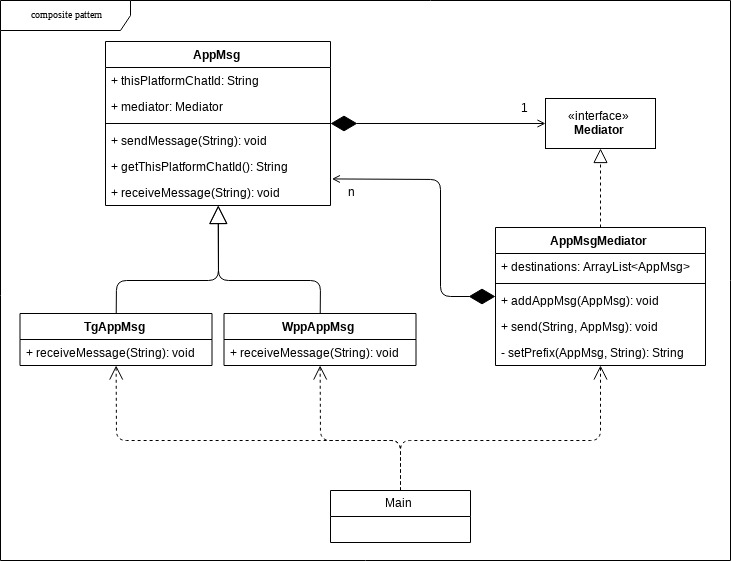 composite pattern
AppMsg
+ thisPlatformChatId: String
+ mediator: Mediator
+ sendMessage(String): void
+ getThisPlatformChatId(): String
+ receiveMessage(String): void
1
«interface»
Mediator
n
AppMsgMediator
+ destinations: ArrayList<AppMsg>
+ addAppMsg(AppMsg): void
+ send(String, AppMsg): void
- setPrefix(AppMsg, String): String
TgAppMsg
+ receiveMessage(String): void
WppAppMsg
+ receiveMessage(String): void
Main